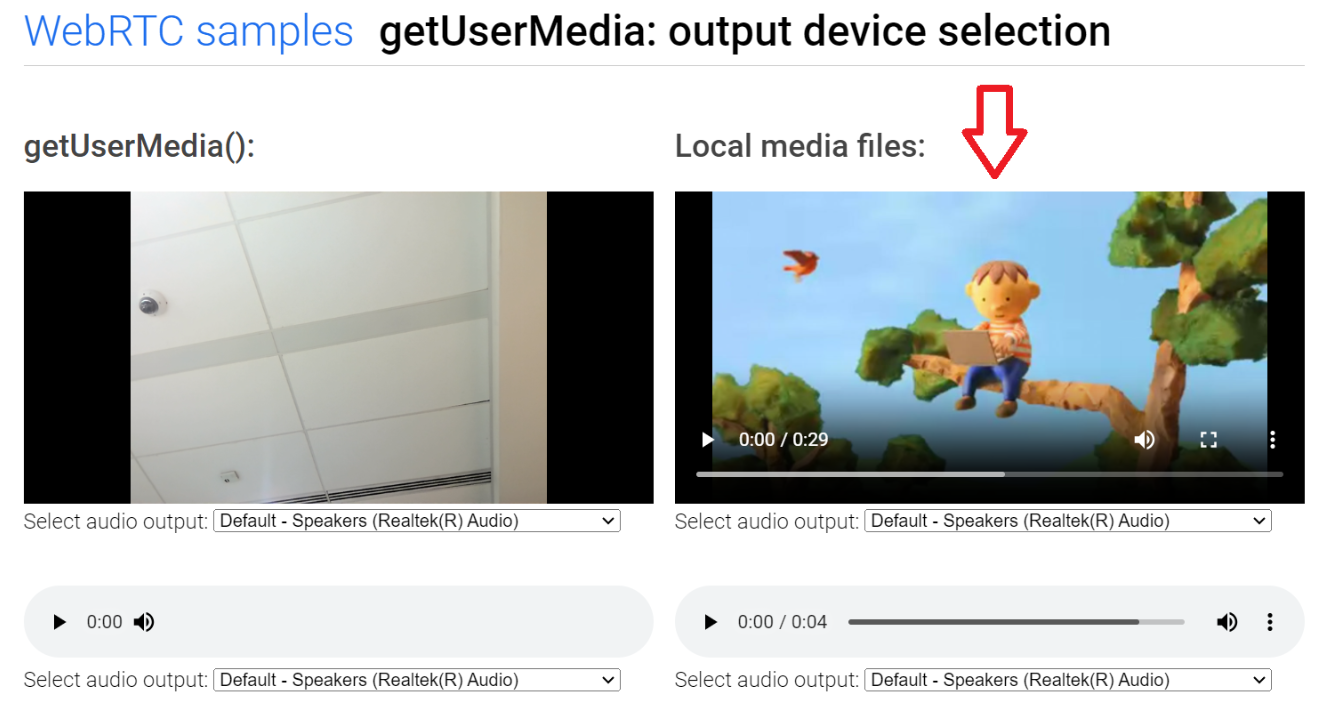 WebRTC samples getUserMedia: output device selection
getUserMedia():
Local media files:
0:00 / 0:29
Select audio output: Default - Speakers (Realtek(R) Audio)
Select audio output: Default - Speakers (Realtek(R) Audio)
0:00
0:00 / 0:04
Select audio output: Default - Speakers (Realtek(R) Audio)
Select audio output: Default - Speakers (Realtek(R) Audio)